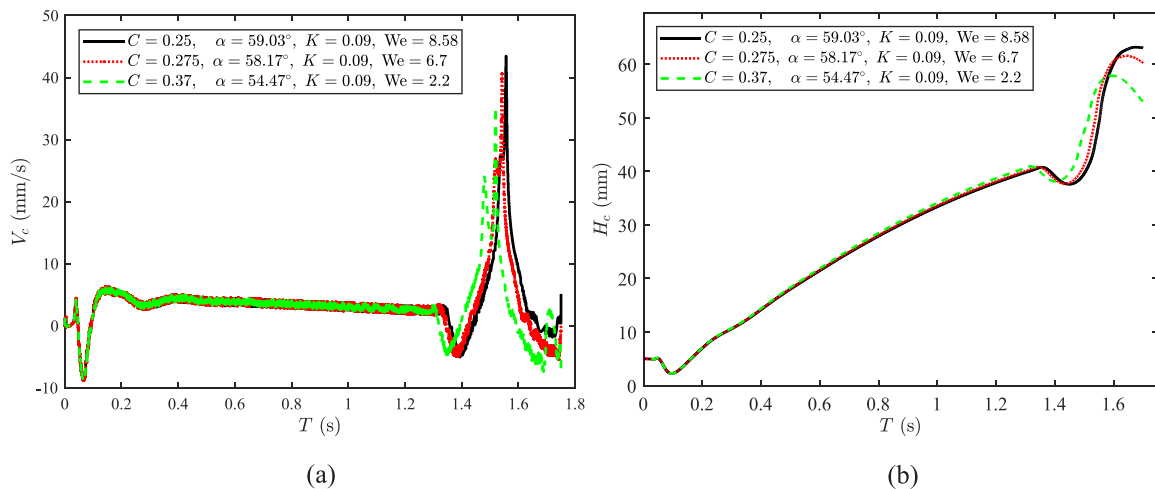 C = 0.25, α = 59.03°, K = 0.09, We = 8.58
C = 0.275, α = 58.17°, K = 0.09, We = 6.7
C = 0.37, α = 54.47°, K = 0.09, We = 2.2
50
40
30
20
10
0
-10
V_c (mm/s)
0 0.2 0.4 0.6 0.8 1 1.2 1.4 1.6 1.8
T (s)
(a)
C = 0.25, α = 59.03°, K = 0.09, We = 8.58
C = 0.275, α = 58.17°, K = 0.09, We = 6.7
C = 0.37, α = 54.47°, K = 0.09, We = 2.2
60
50
40
30
20
10
0
H_c (mm)
0 0.2 0.4 0.6 0.8 1 1.2 1.4 1.6
T (s)
(b)